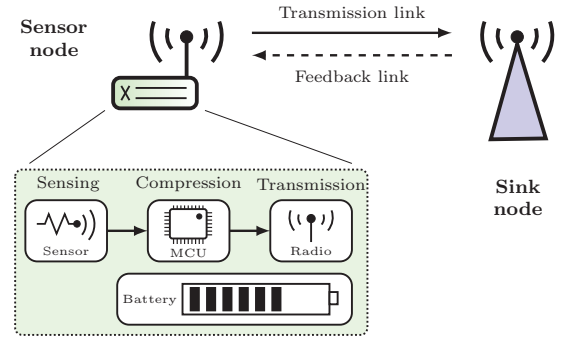 Sensor
node
Transmission link
Feedback link
Sink
node
Sensing
Compression
Transmission
Sensor
MCU
Radio
Battery